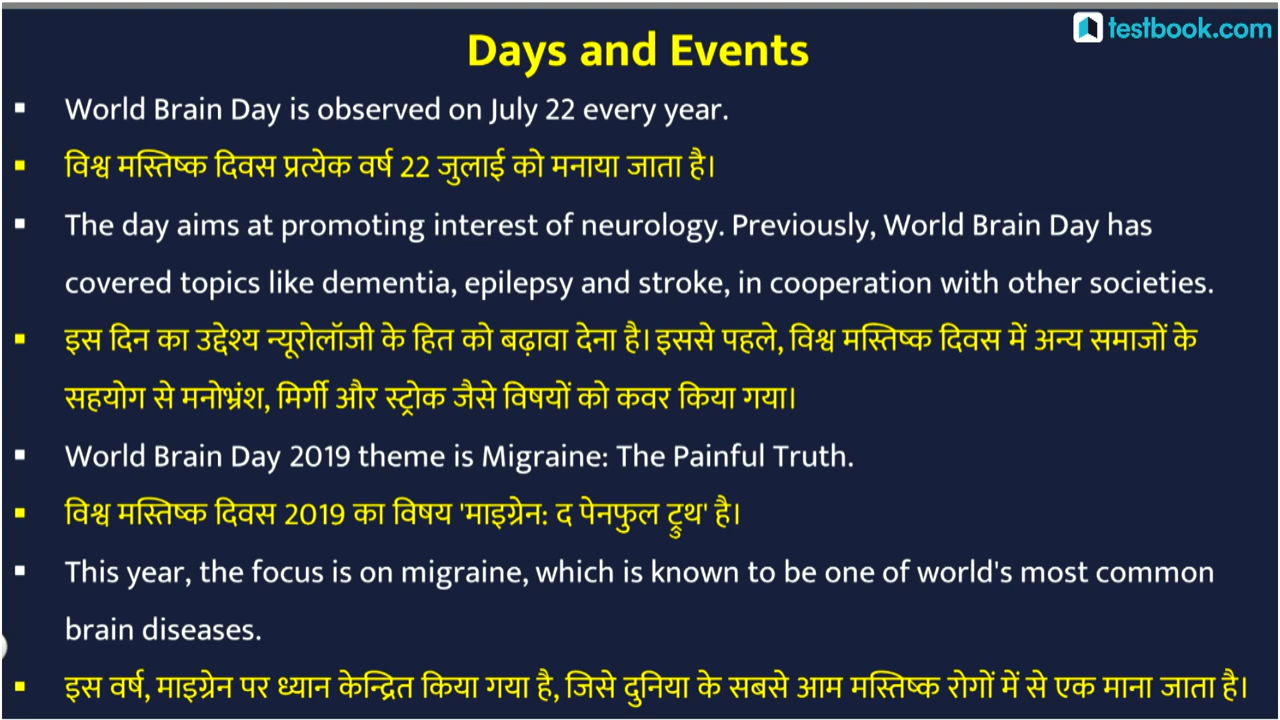 testbook.com
Days and Events
▪ World Brain Day is observed on July 22 every year.
▪ विश्व मस्तिष्क दिवस प्रत्येक वर्ष 22 जुलाई को मनाया जाता है।
▪ The day aims at promoting interest of neurology. Previously, World Brain Day has
covered topics like dementia, epilepsy and stroke, in cooperation with other societies.
▪ इस दिन का उद्देश्य न्यूरोलॉजी के हित को बढ़ावा देना है। इससे पहले, विश्व मस्तिष्क दिवस में अन्य समाजों के
सहयोग से मनोभ्रंश, मिर्गी और स्ट्रोक जैसे विषयों को कवर किया गया।
▪ World Brain Day 2019 theme is Migraine: The Painful Truth.
▪ विश्व मस्तिष्क दिवस 2019 का विषय 'माइग्रेन: द पेनफुल ट्रुथ' है।
▪ This year, the focus is on migraine, which is known to be one of world's most common
brain diseases.
▪ इस वर्ष, माइग्रेन पर ध्यान केन्द्रित किया गया है, जिसे दुनिया के सबसे आम मस्तिष्क रोगों में से एक माना जाता है।